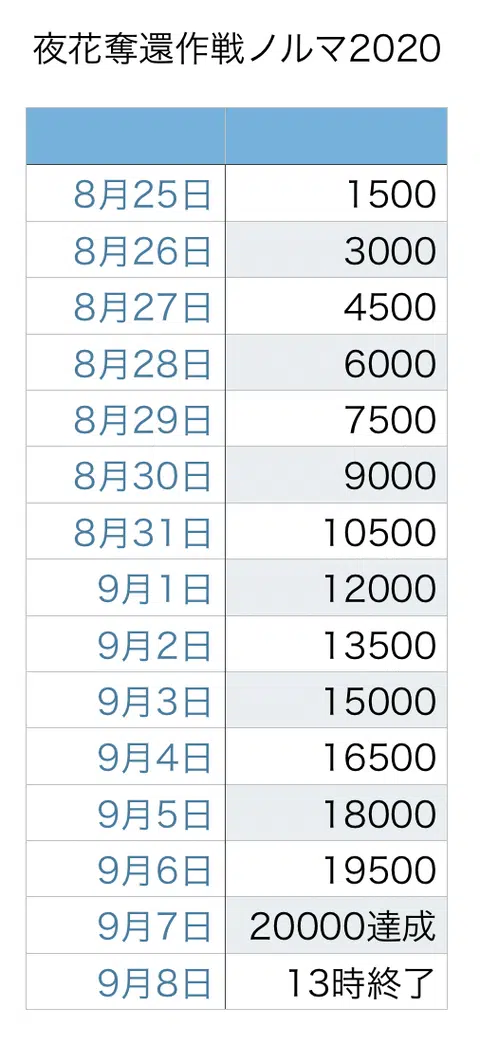 夜花奪還作戦ノルマ2020
8月25日 1500
8月26日 3000
8月27日 4500
8月28日 6000
8月29日 7500
8月30日 9000
8月31日 10500
9月1日 12000
9月2日 13500
9月3日 15000
9月4日 16500
9月5日 18000
9月6日 19500
9月7日 20000達成
9月8日 13時終了